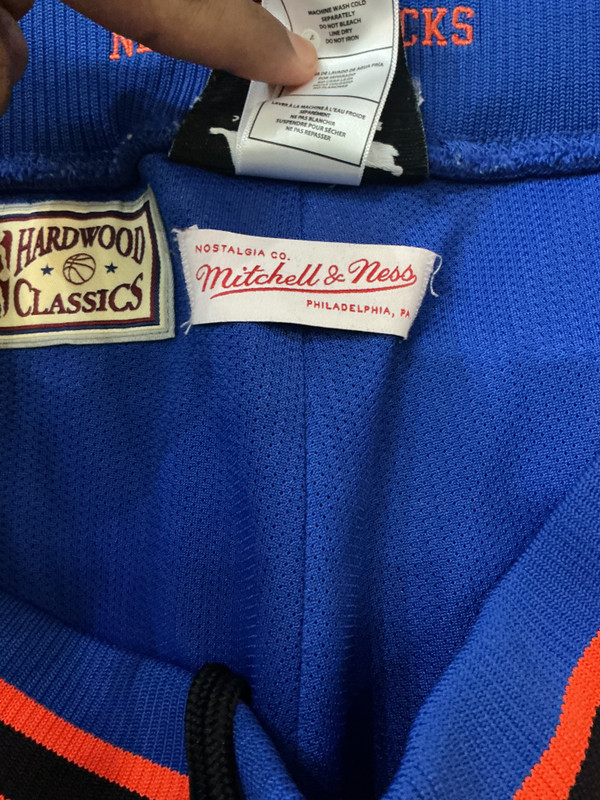 N
CKS
MACHINE WASH COLD
SEPARATELY
DO NOT BLEACH
LINE DRY
DO NOT IRON
LAVER À LA MACHINE À L'EAU FROIDE
SÉPARÉMENT
NE PAS BLANCHIR
SUSPENDRE POUR SÉCHER
NE PAS REPASSER
HARDWOOD
CLASSICS
NOSTALGIA CO.
Mitchell & Ness
PHILADELPHIA, PA